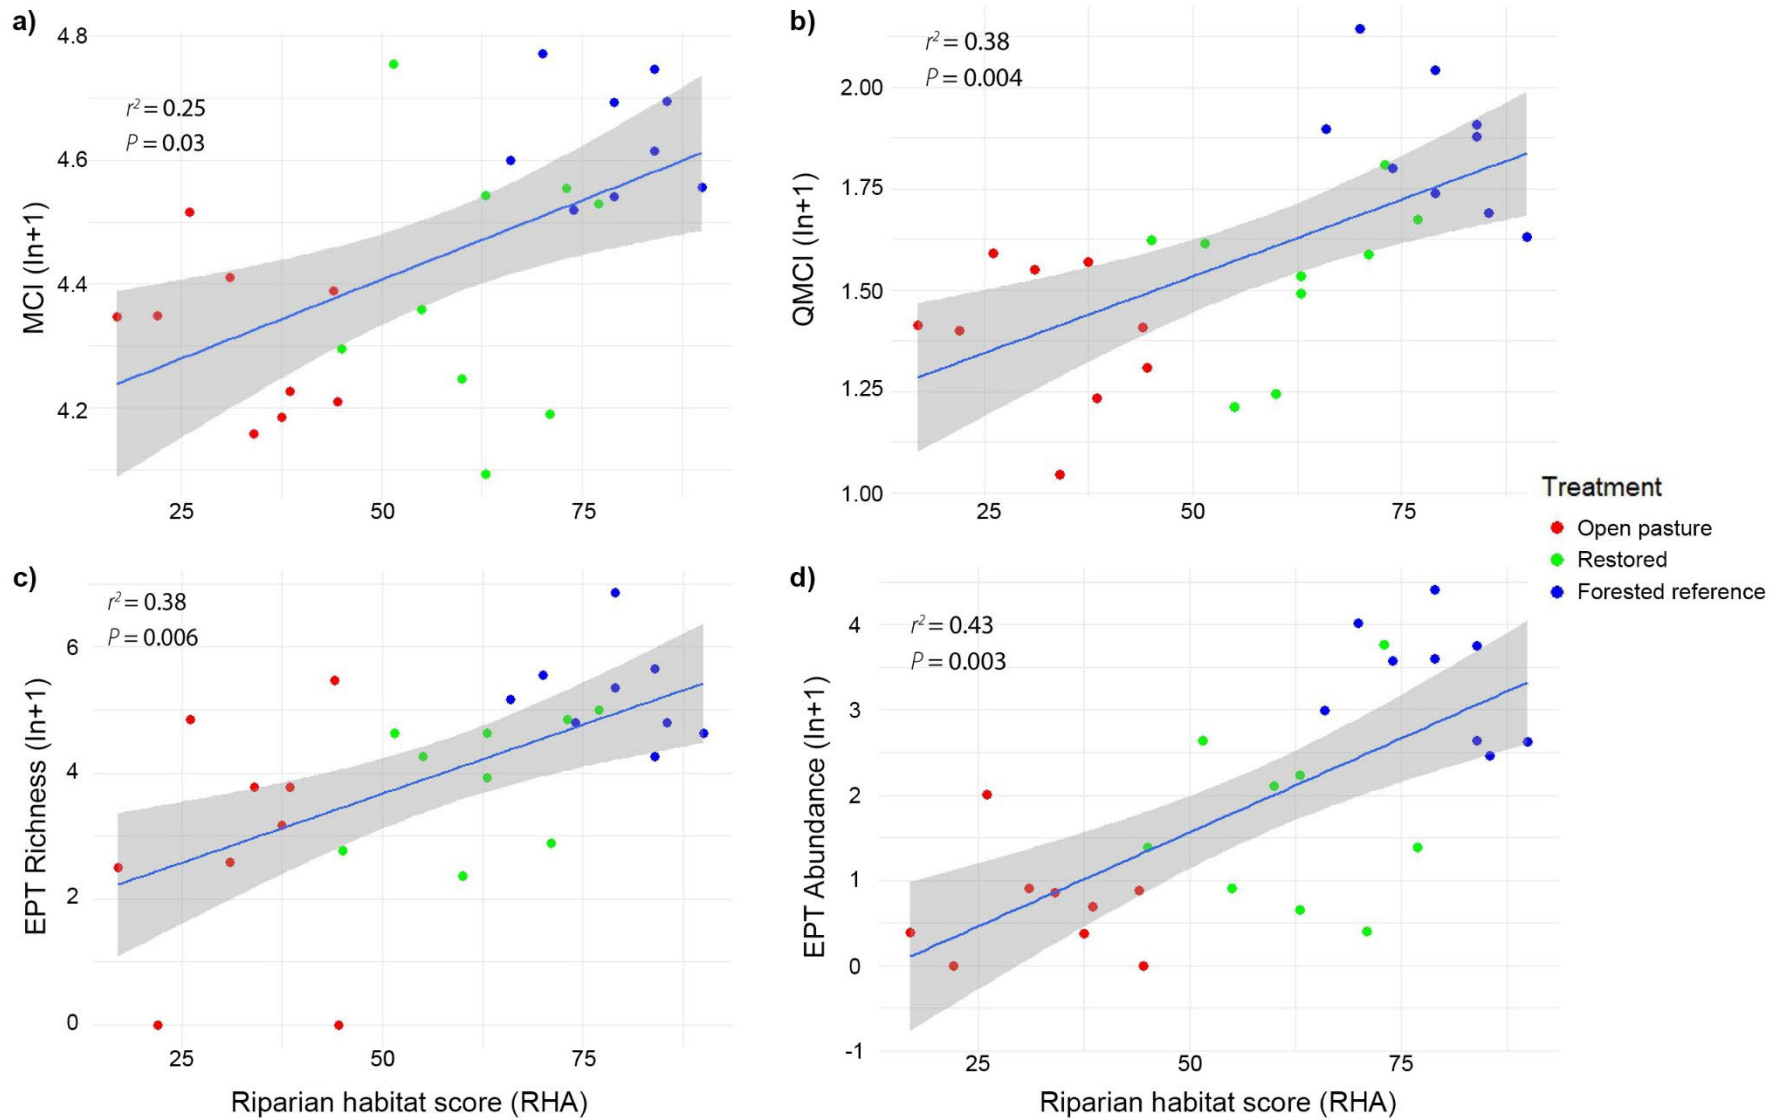 a)
r² = 0.25
P = 0.03
MCI (ln+1)
4.8
4.6
4.4
4.2
25 50 75
b)
r² = 0.38
P = 0.004
QMCI (ln+1)
2.00
1.75
1.50
1.25
1.00
25 50 75
Treatment
Open pasture
Restored
Forested reference
c)
r² = 0.38
P = 0.006
EPT Richness (ln+1)
6
4
2
0
25 50 75
Riparian habitat score (RHA)
d)
r² = 0.43
P = 0.003
EPT Abundance (ln+1)
4
3
2
1
0
-1
25 50 75
Riparian habitat score (RHA)